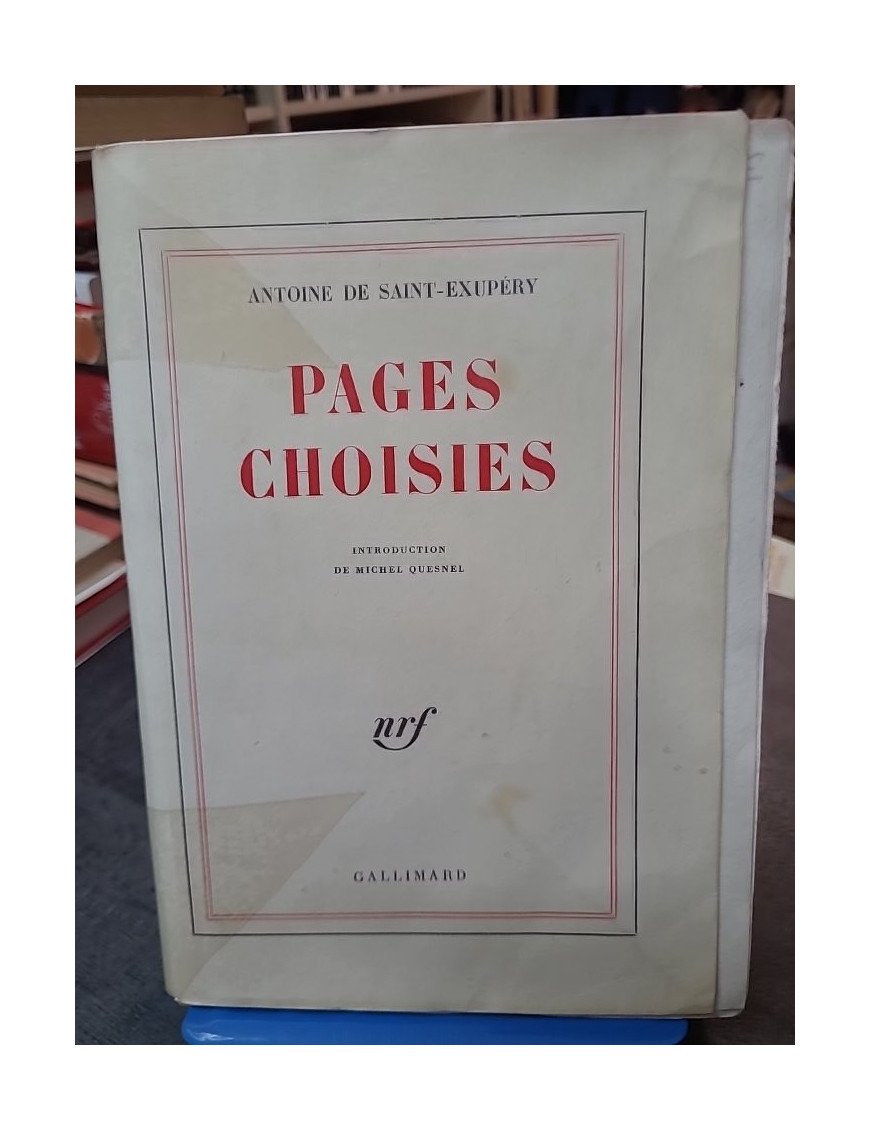 ANTOINE DE SAINT-EXUPÉRY
PAGES
CHOISIES
INTRODUCTION
DE MICHEL QUESNEL
nrf
GALLIMARD